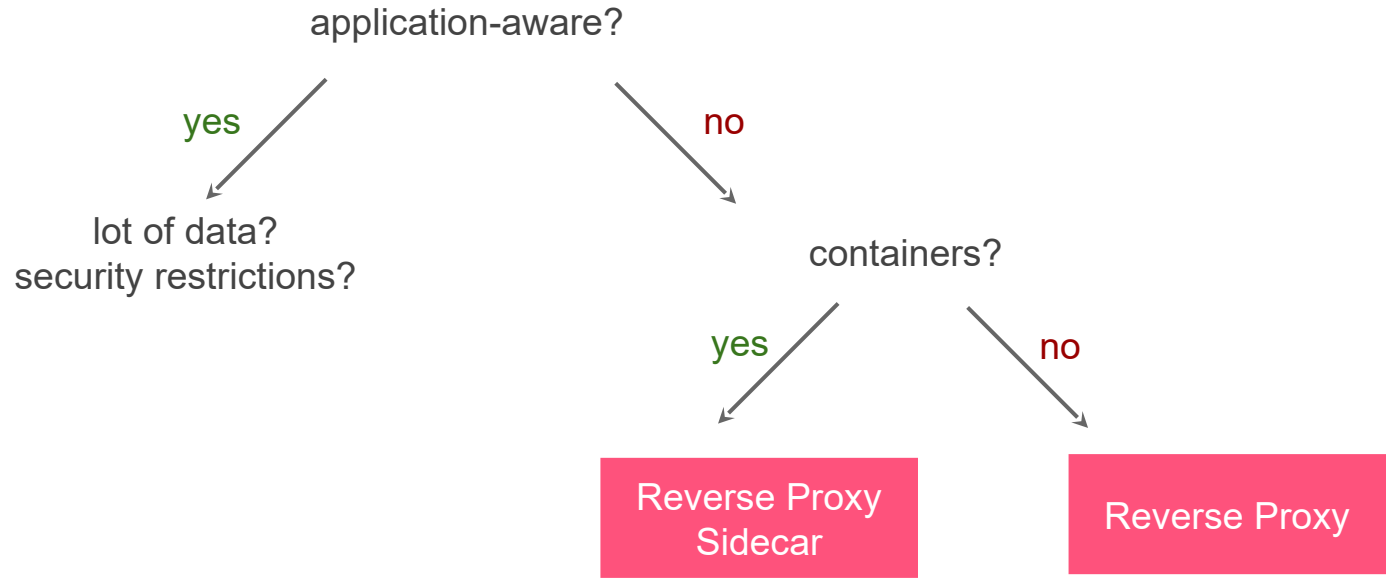 application-aware?
yes
no
lot of data?
security restrictions?
containers?
yes
no
Reverse Proxy
Sidecar
Reverse Proxy